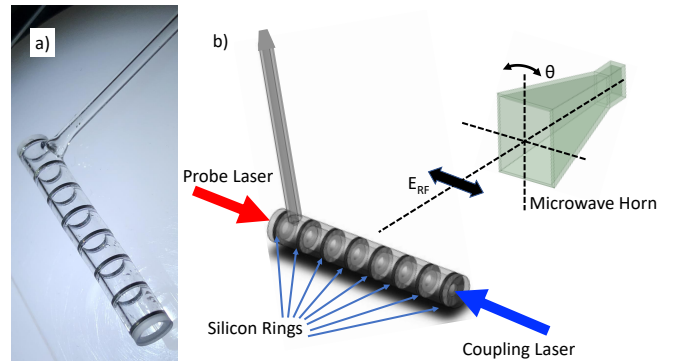 a)
b)
θ
Probe Laser
E_RF
Microwave Horn
Silicon Rings
Coupling Laser